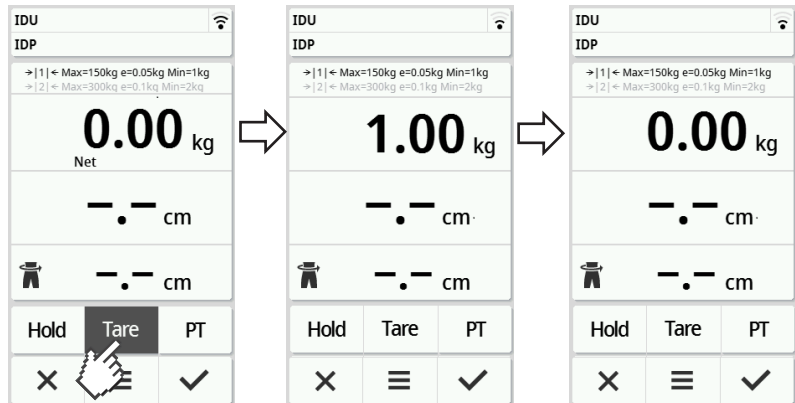 IDU
IDP
→|1|← Max=150kg e=0.05kg Min=1kg
→|2|← Max=300kg e=0.1kg Min=2kg
0.00 kg
Net
–.– cm
–.– cm
Hold Tare PT
IDU
IDP
→|1|← Max=150kg e=0.05kg Min=1kg
→|2|← Max=300kg e=0.1kg Min=2kg
1.00 kg
–.– cm
–.– cm
Hold Tare PT
IDU
IDP
→|1|← Max=150kg e=0.05kg Min=1kg
→|2|← Max=300kg e=0.1kg Min=2kg
0.00 kg
–.– cm
–.– cm
Hold Tare PT